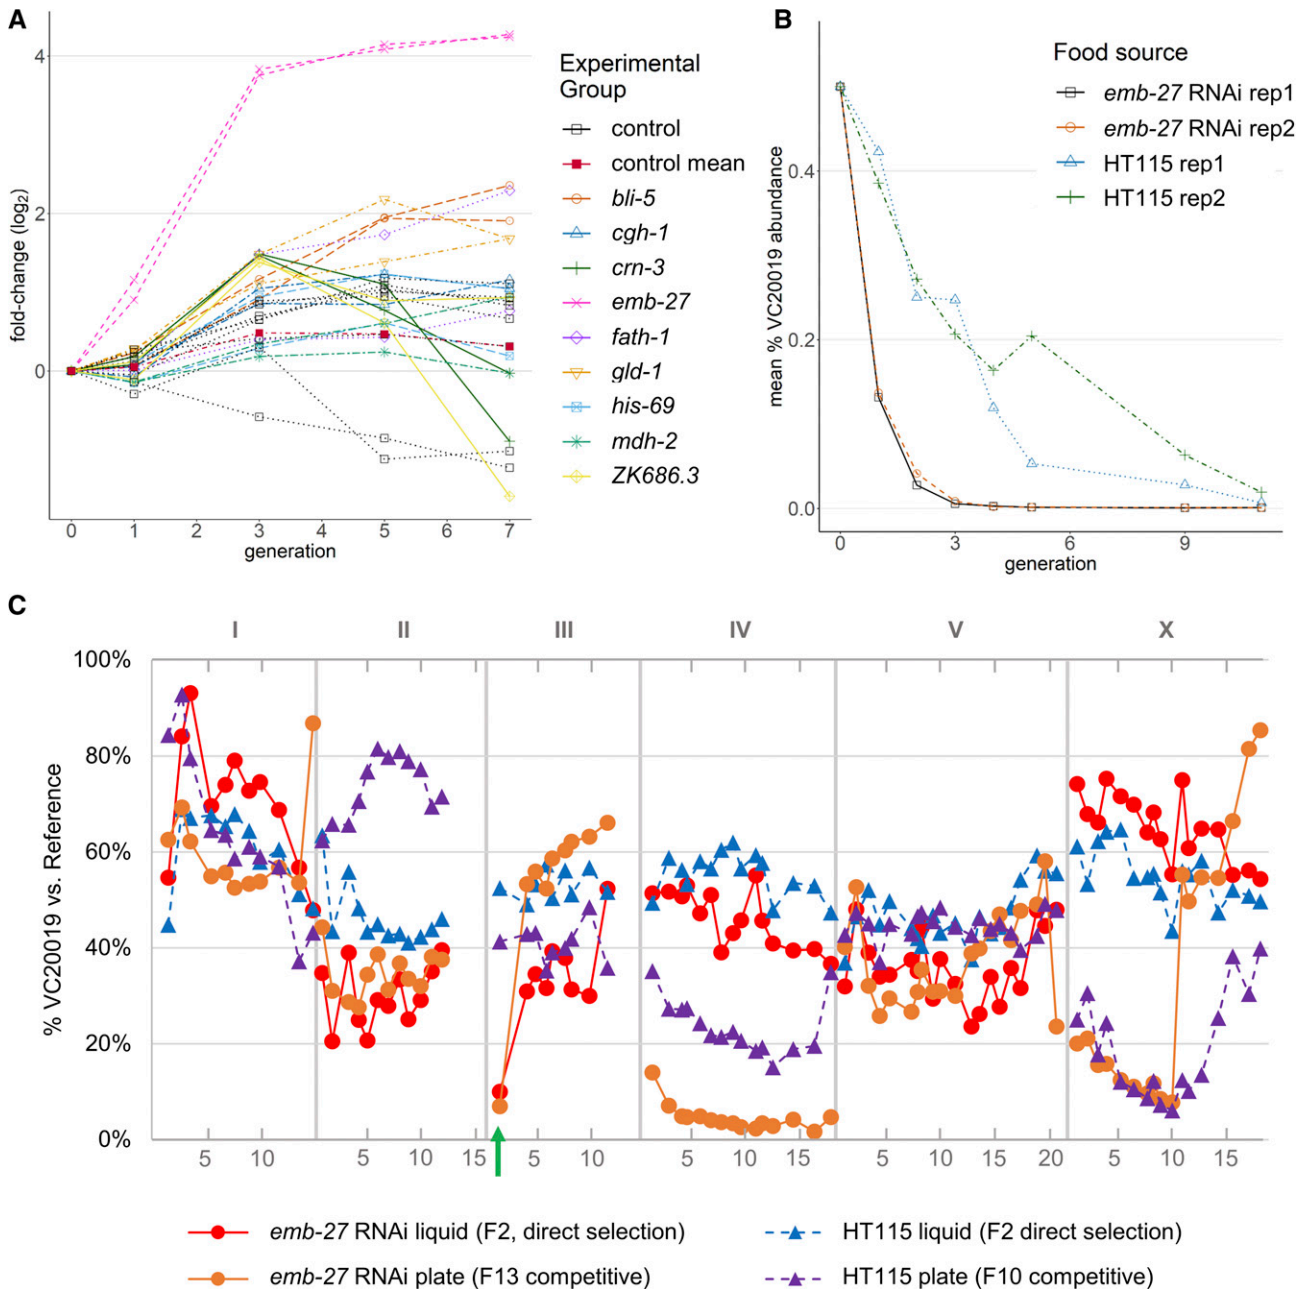 A
4
2
0
fold-change (log2)
0 1 2 3 4 5 6 7
generation
Experimental
Group
control
control mean
bli-5
cgh-1
crn-3
emb-27
fath-1
gld-1
his-69
mdh-2
ZK686.3
B
0.4
0.2
0.0
mean % VC20019 abundance
0 3 6 9
generation
Food source
emb-27 RNAi rep1
emb-27 RNAi rep2
HT115 rep1
HT115 rep2
C
I II III IV V X
100%
80%
60%
40%
20%
0%
% VC20019 vs. Reference
5 10 5 10 15 5 10 5 10 15 5 10 15 20 5 10 15
emb-27 RNAi liquid (F2, direct selection)
HT115 liquid (F2 direct selection)
emb-27 RNAi plate (F13 competitive)
HT115 plate (F10 competitive)